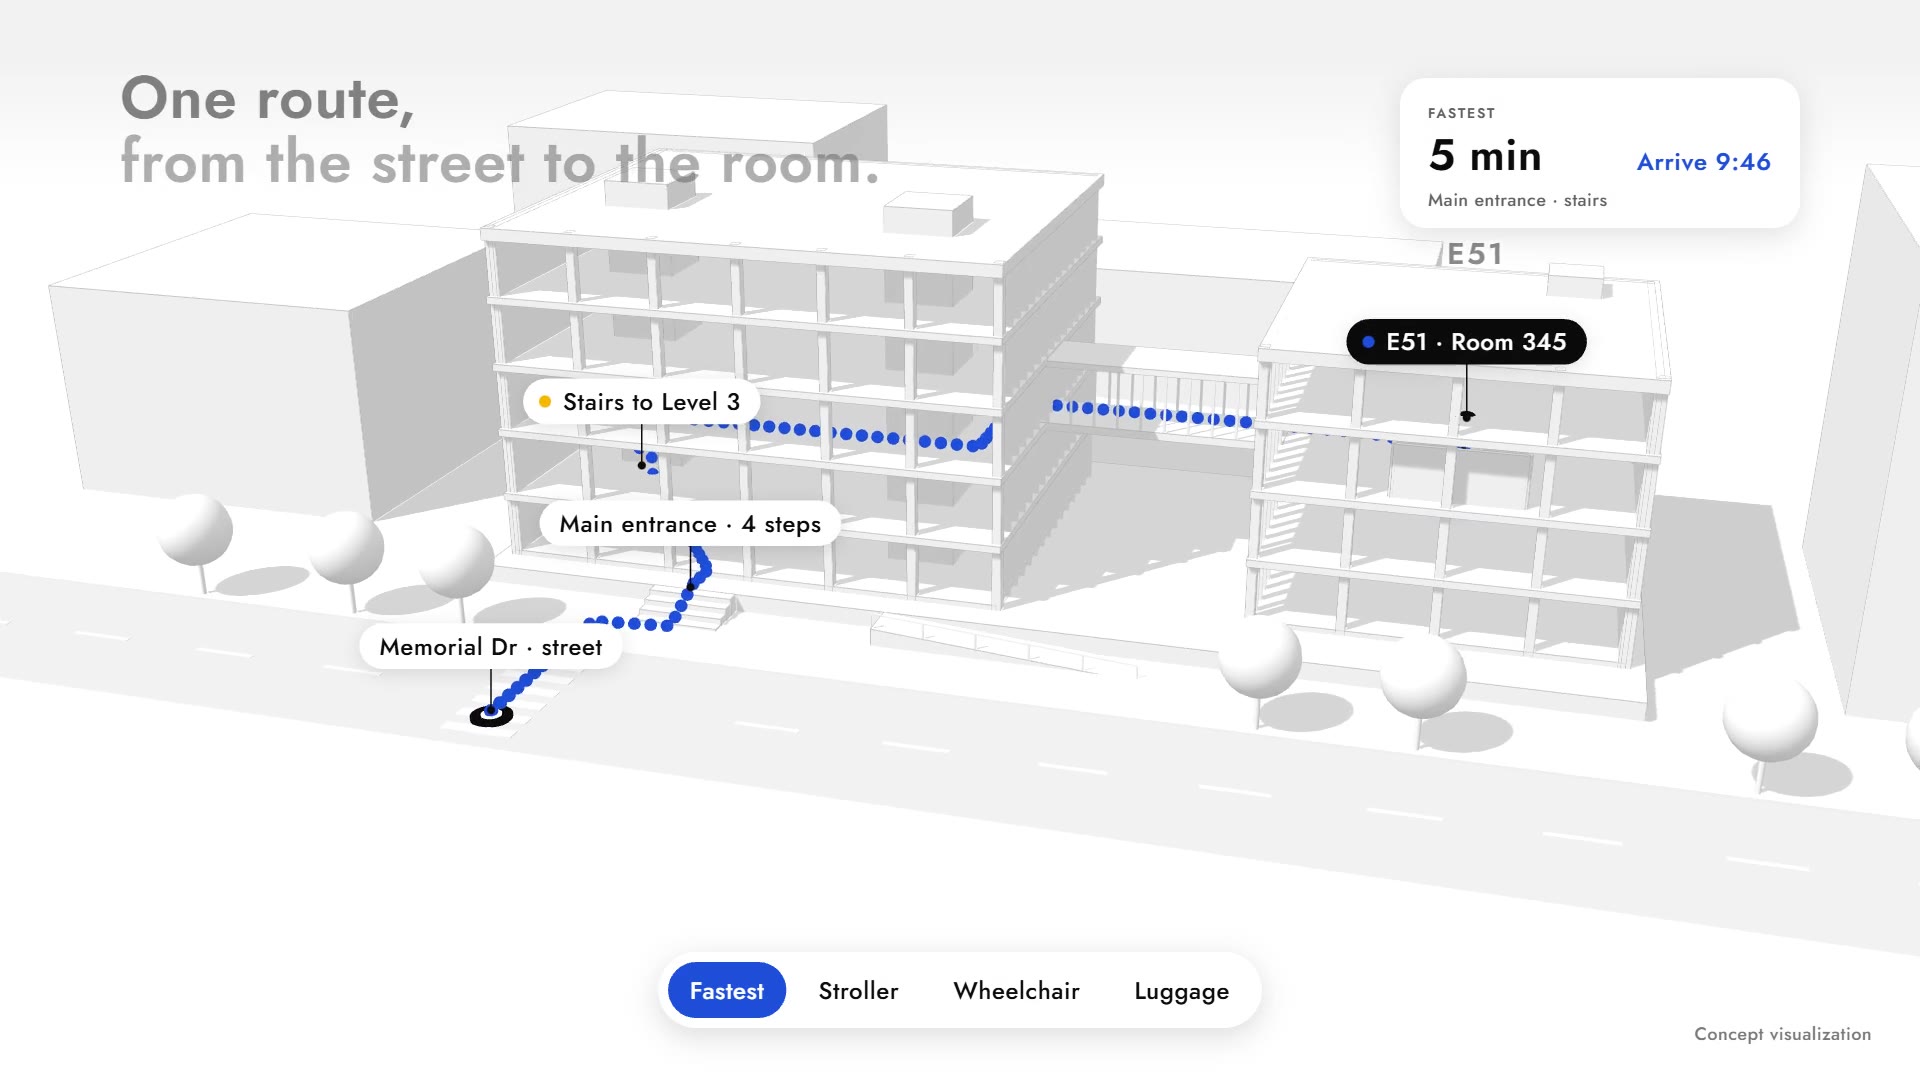 One route,
from the street to the room.
FASTEST
5 min
Arrive 9:46
Main entrance · stairs
E51
E51 · Room 345
Stairs to Level 3
Main entrance · 4 steps
Memorial Dr · street
Fastest
Stroller
Wheelchair
Luggage
Concept visualization